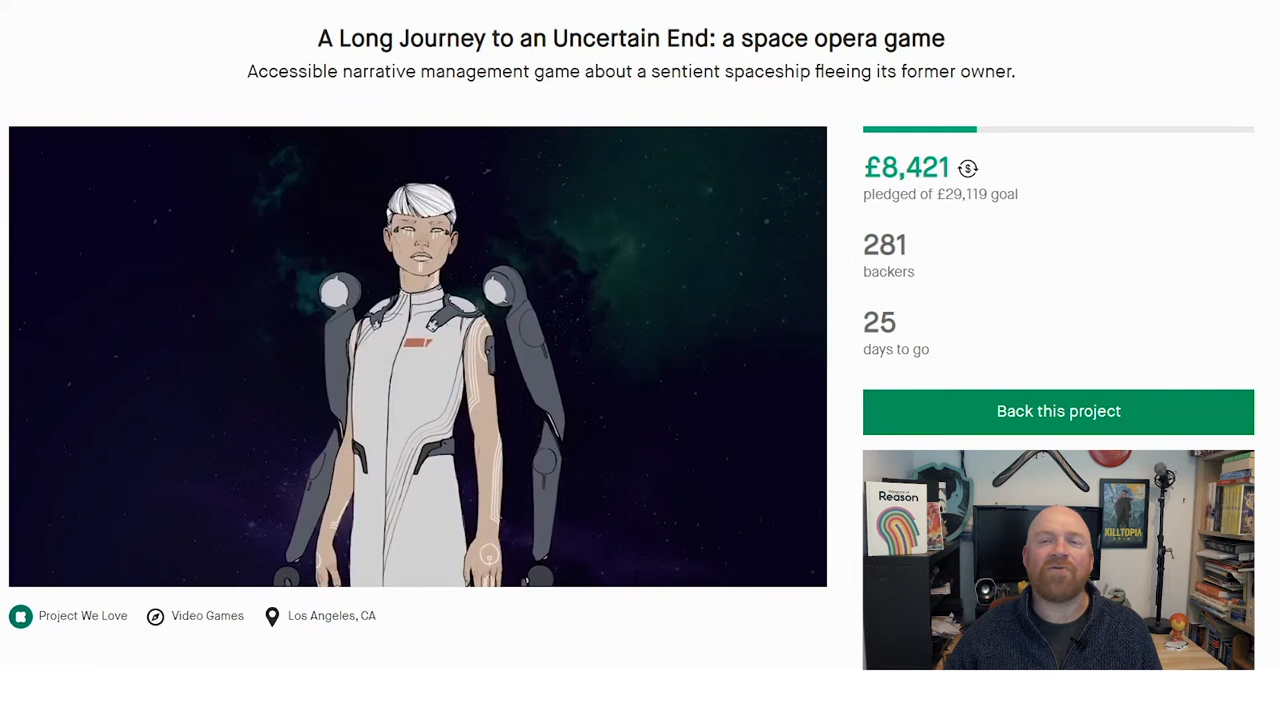 A Long Journey to an Uncertain End: a space opera game
Accessible narrative management game about a sentient spaceship fleeing its former owner.
£8,421
pledged of £29,119 goal
281
backers
25
days to go
Back this project
Reason
KILLTOPIA
Project We Love
Video Games
Los Angeles, CA